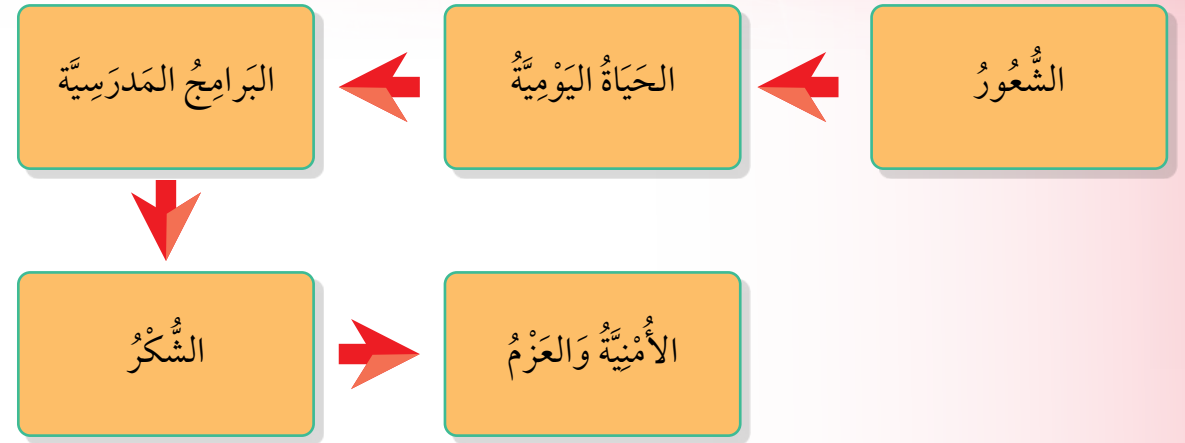 الشُّعُورُ
الحَيَاةُ اليَوْمِيَّةُ
البَرامِجُ المَدرَسِيَّة
الشُّكْرُ
الأُمْنِيَّةُ وَالعَزْمُ